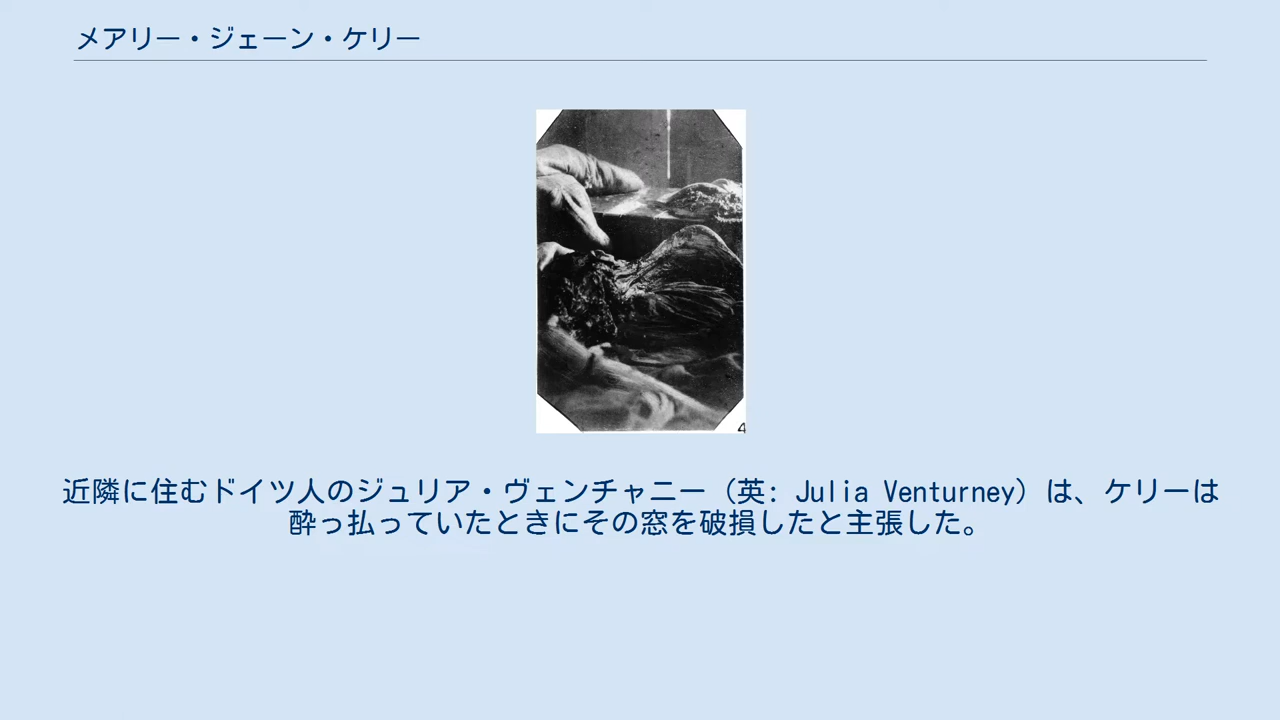 メアリー・ジェーン・ケリー
4
近隣に住むドイツ人のジュリア・ヴェンチャニー（英: Julia Venturney）は、ケリーは
酔っ払っていたときにその窓を破損したと主張した。